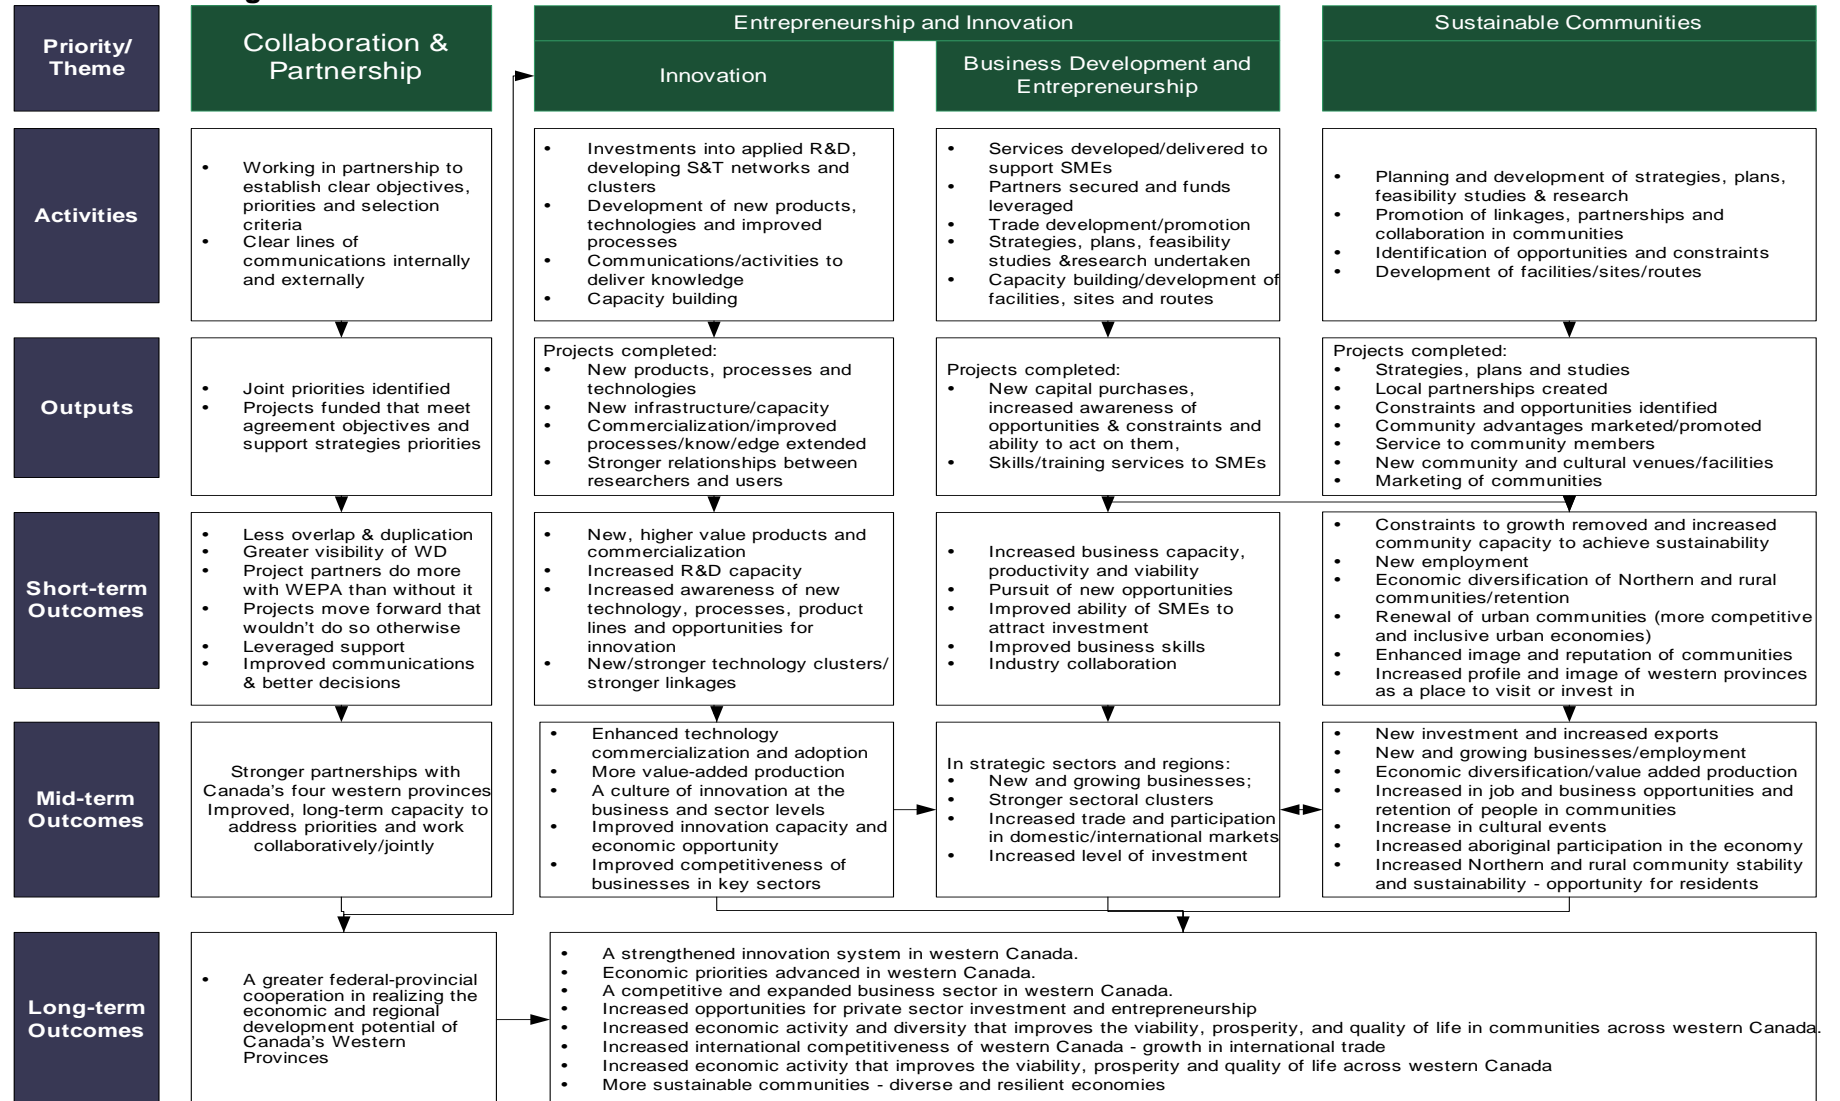 Priority/
Theme
Collaboration &
Partnership
Entrepreneurship and Innovation
Innovation
Business Development and
Entrepreneurship
Sustainable Communities
Activities
• Working in partnership to
establish clear objectives,
priorities and selection
criteria
• Clear lines of
communications internally
and externally
• Investments into applied R&D,
developing S&T networks and
clusters
• Development of new products,
technologies and improved
processes
• Communications/activities to
deliver knowledge
• Capacity building
• Services developed/delivered to
support SMEs
• Partners secured and funds
leveraged
• Trade development/promotion
• Strategies, plans, feasibility
studies &research undertaken
• Capacity building/development of
facilities, sites and routes
• Planning and development of strategies, plans,
feasibility studies & research
• Promotion of linkages, partnerships and
collaboration in communities
• Identification of opportunities and constraints
• Development of facilities/sites/routes
Outputs
• Joint priorities identified
• Projects funded that meet
agreement objectives and
support strategies priorities
Projects completed:
• New products, processes and
technologies
• New infrastructure/capacity
• Commercialization/improved
processes/know/edge extended
• Stronger relationships between
researchers and users
Projects completed:
• New capital purchases,
increased awareness of
opportunities & constraints and
ability to act on them,
• Skills/training services to SMEs
Projects completed:
• Strategies, plans and studies
• Local partnerships created
• Constraints and opportunities identified
• Community advantages marketed/promoted
• Service to community members
• New community and cultural venues/facilities
• Marketing of communities
Short-term
Outcomes
• Less overlap & duplication
• Greater visibility of WD
• Project partners do more
with WEPA than without it
• Projects move forward that
wouldn't do so otherwise
• Leveraged support
• Improved communications
& better decisions
• New, higher value products and
commercialization
• Increased R&D capacity
• Increased awareness of new
technology, processes, product
lines and opportunities for
innovation
• New/stronger technology clusters/
stronger linkages
• Increased business capacity,
productivity and viability
• Pursuit of new opportunities
• Improved ability of SMEs to
attract investment
• Improved business skills
• Industry collaboration
• Constraints to growth removed and increased
community capacity to achieve sustainability
• New employment
• Economic diversification of Northern and rural
communities/retention
• Renewal of urban communities (more competitive
and inclusive urban economies)
• Enhanced image and reputation of communities
• Increased profile and image of western provinces
as a place to visit or invest in
Mid-term
Outcomes
Stronger partnerships with
Canada's four western provinces
Improved, long-term capacity to
address priorities and work
collaboratively/jointly
• Enhanced technology
commercialization and adoption
• More value-added production
• A culture of innovation at the
business and sector levels
• Improved innovation capacity and
economic opportunity
• Improved competitiveness of
businesses in key sectors
In strategic sectors and regions:
• New and growing businesses;
• Stronger sectoral clusters
• Increased trade and participation
in domestic/international markets
• Increased level of investment
• New investment and increased exports
• New and growing businesses/employment
• Economic diversification/value added production
• Increased in job and business opportunities and
retention of people in communities
• Increase in cultural events
• Increased aboriginal participation in the economy
• Increased Northern and rural community stability
and sustainability - opportunity for residents
Long-term
Outcomes
• A greater federal-provincial
cooperation in realizing the
economic and regional
development potential of
Canada's Western
Provinces
• A strengthened innovation system in western Canada.
• Economic priorities advanced in western Canada.
• A competitive and expanded business sector in western Canada.
• Increased opportunities for private sector investment and entrepreneurship
• Increased economic activity and diversity that improves the viability, prosperity, and quality of life in communities across western Canada.
• Increased international competitiveness of western Canada - growth in international trade
• Increased economic activity that improves the viability, prosperity and quality of life across western Canada
• More sustainable communities - diverse and resilient economies